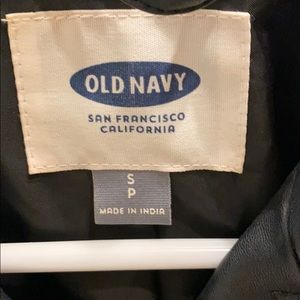 OLD NAVY
SAN FRANCISCO
CALIFORNIA
S
P
MADE IN INDIA